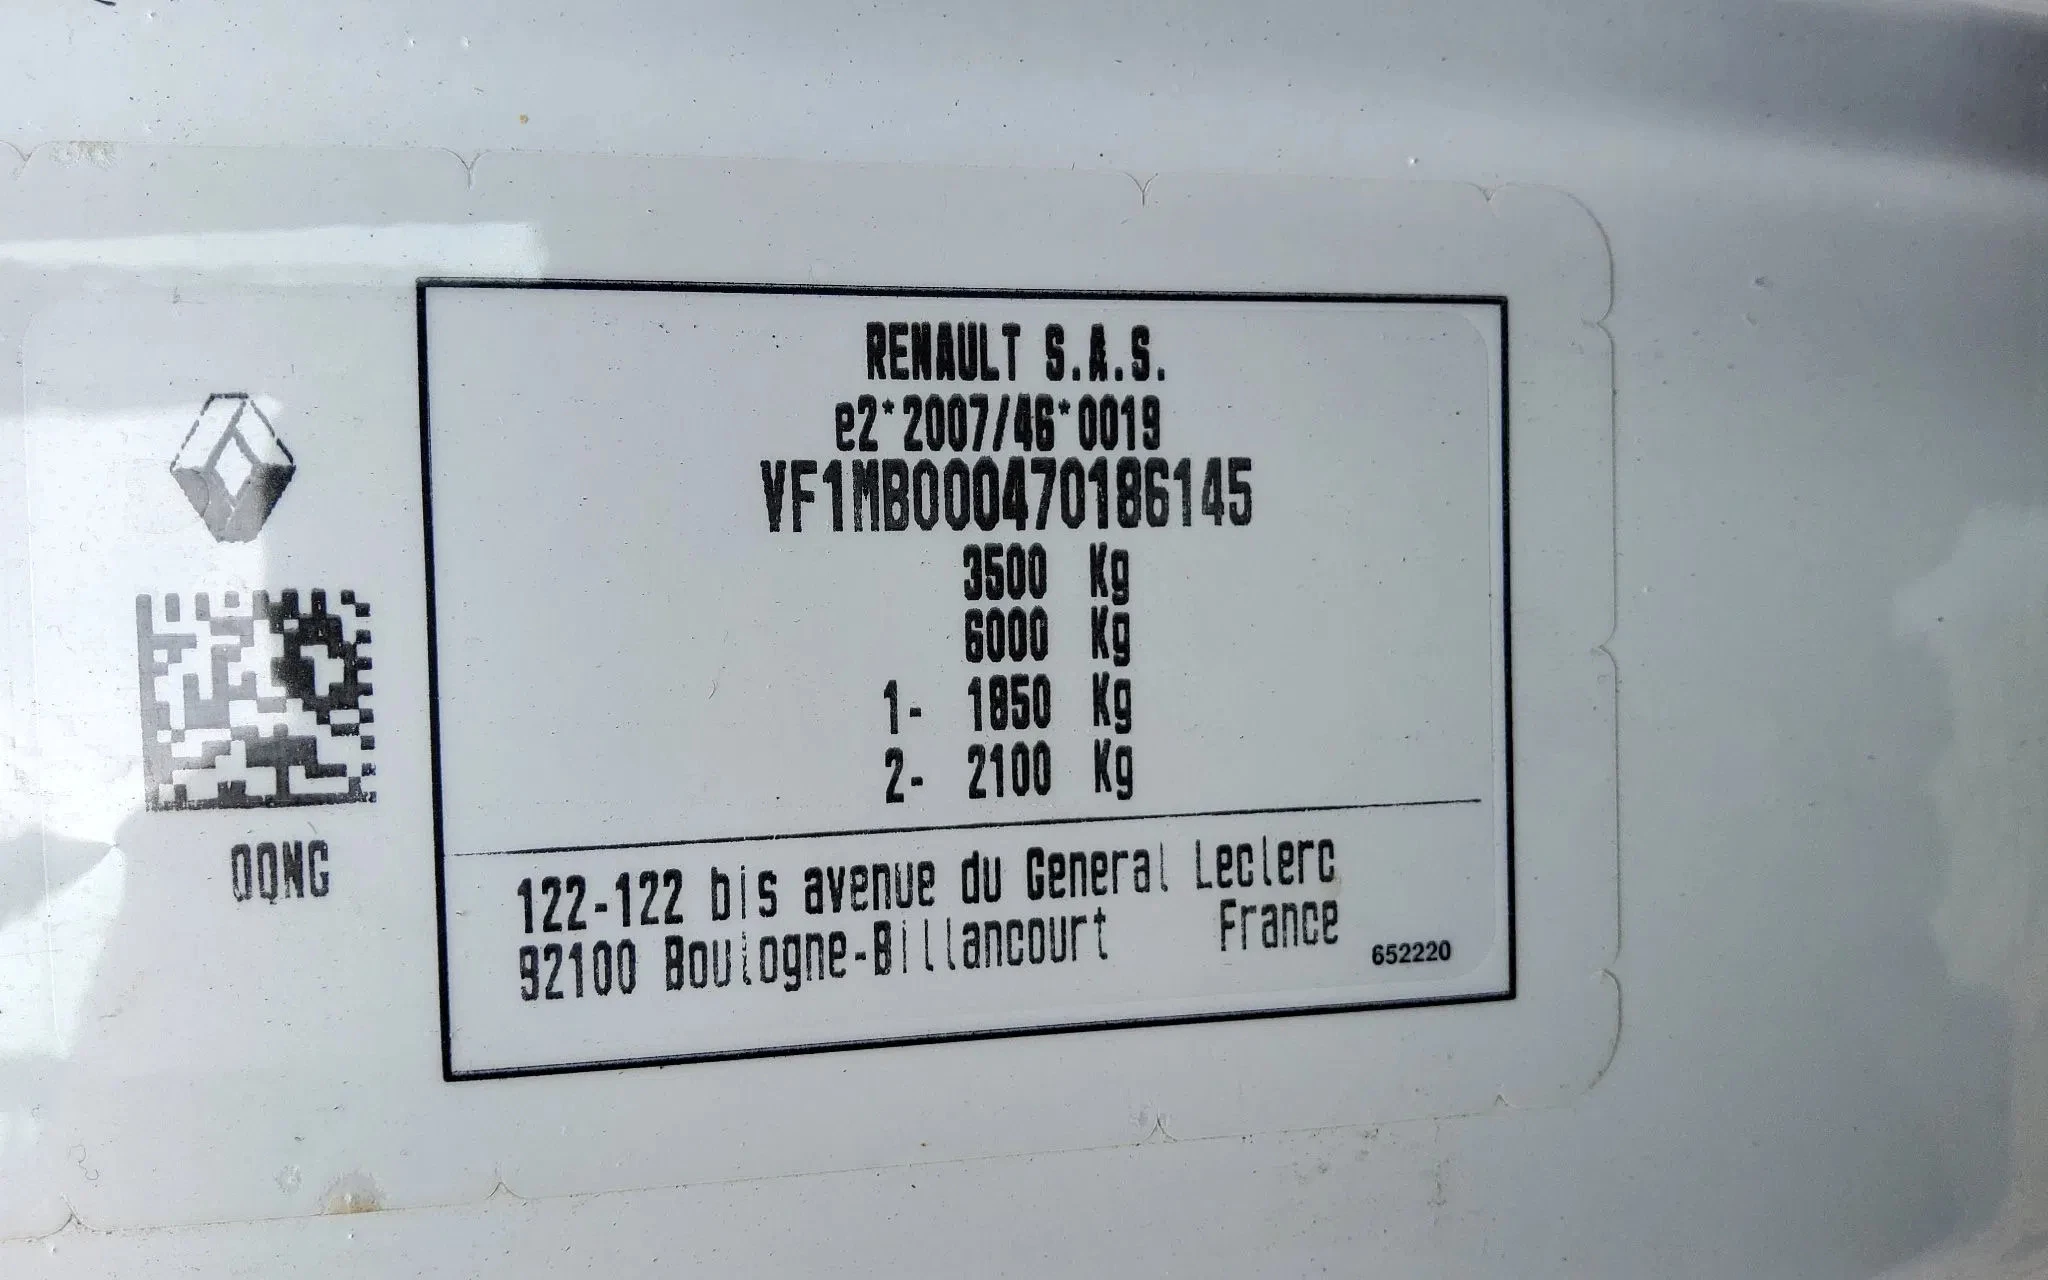 RENAULT S.A.S.
e2*2007/46*0019
VF1MB000470186145
3500 Kg
6000 Kg
1- 1850 Kg
2- 2100 Kg
OQNG
122-122 bis avenue du General Leclerc
92100 Boulogne-Billancourt France
652220